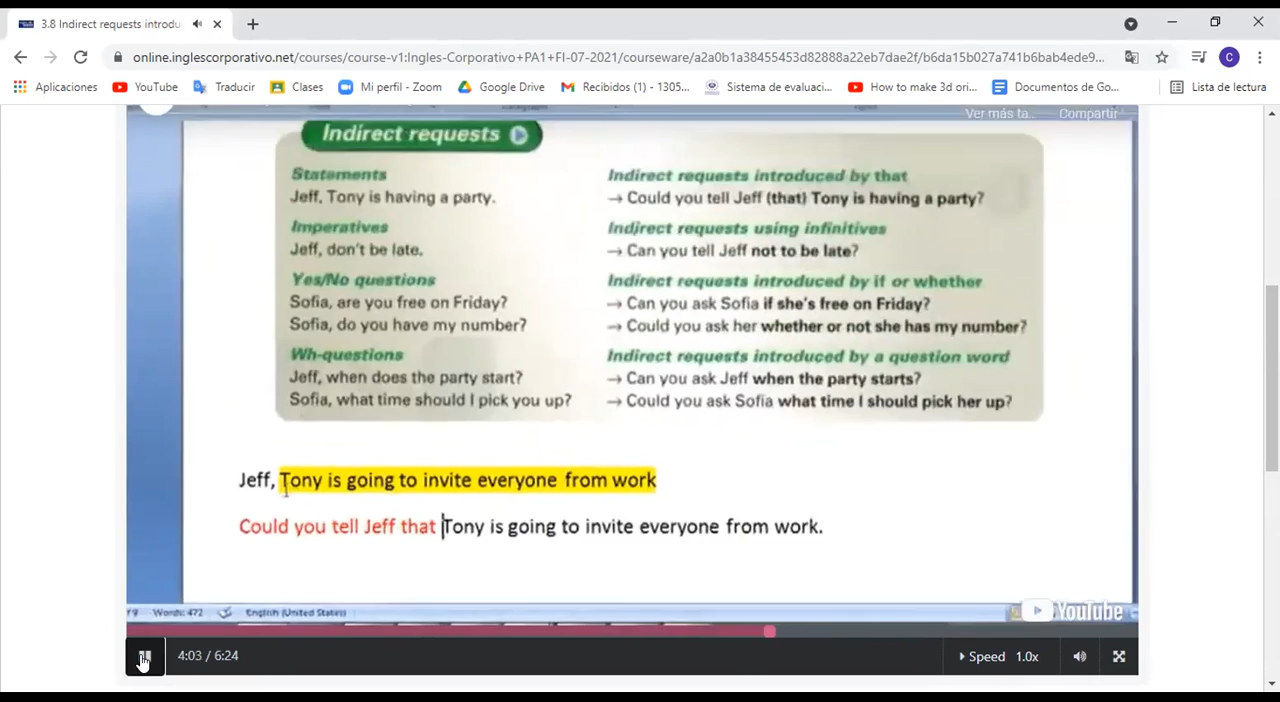 3.8 Indirect requests introdu
online.inglescorporativo.net/courses/course-v1:Ingles-Corporativo+PA1+FI-07-2021/courseware/a2a0b1a38455453d83888a22eb7dae2f/b6da15b027a741b6bab4ede9...
Aplicaciones YouTube Traducir Clases Mi perfil - Zoom Google Drive Recibidos (1) - 1305... Sistema de evaluaci... How to make 3d ori... Documentos de Go... Lista de lectura
Ver más ta... Compartir
Indirect requests
Statements
Jeff, Tony is having a party.
Indirect requests introduced by that
→ Could you tell Jeff (that) Tony is having a party?
Imperatives
Jeff, don't be late.
Indirect requests using infinitives
→ Can you tell Jeff not to be late?
Yes/No questions
Sofia, are you free on Friday?
Sofia, do you have my number?
Indirect requests introduced by if or whether
→ Can you ask Sofia if she's free on Friday?
→ Could you ask her whether or not she has my number?
Wh-questions
Jeff, when does the party start?
Sofia, what time should I pick you up?
Indirect requests introduced by a question word
→ Can you ask Jeff when the party starts?
→ Could you ask Sofia what time I should pick her up?
Jeff, Tony is going to invite everyone from work
Could you tell Jeff that Tony is going to invite everyone from work.
Words: 472 English (United States)
YouTube
4:03 / 6:24 Speed 1.0x